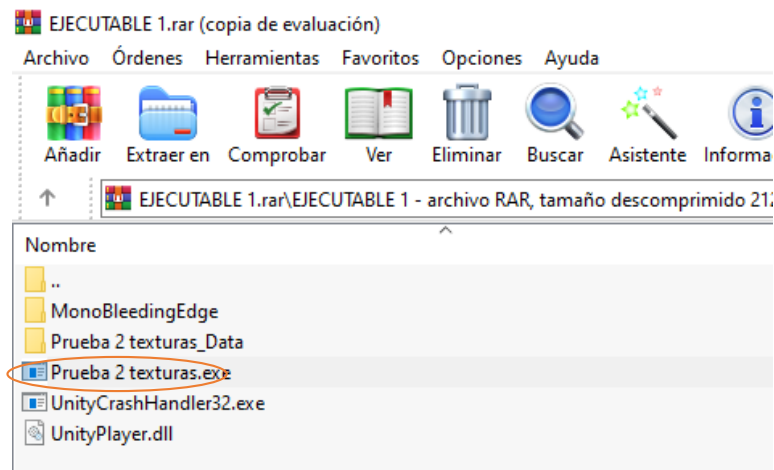 EJECUTABLE 1.rar (copia de evaluación)
Archivo Órdenes Herramientas Favoritos Opciones Ayuda
Añadir Extraer en Comprobar Ver Eliminar Buscar Asistente Informa
EJECUTABLE 1.rar\EJECUTABLE 1 - archivo RAR, tamaño descomprimido 212
Nombre
..
MonoBleedingEdge
Prueba 2 texturas_Data
Prueba 2 texturas.exe
UnityCrashHandler32.exe
UnityPlayer.dll